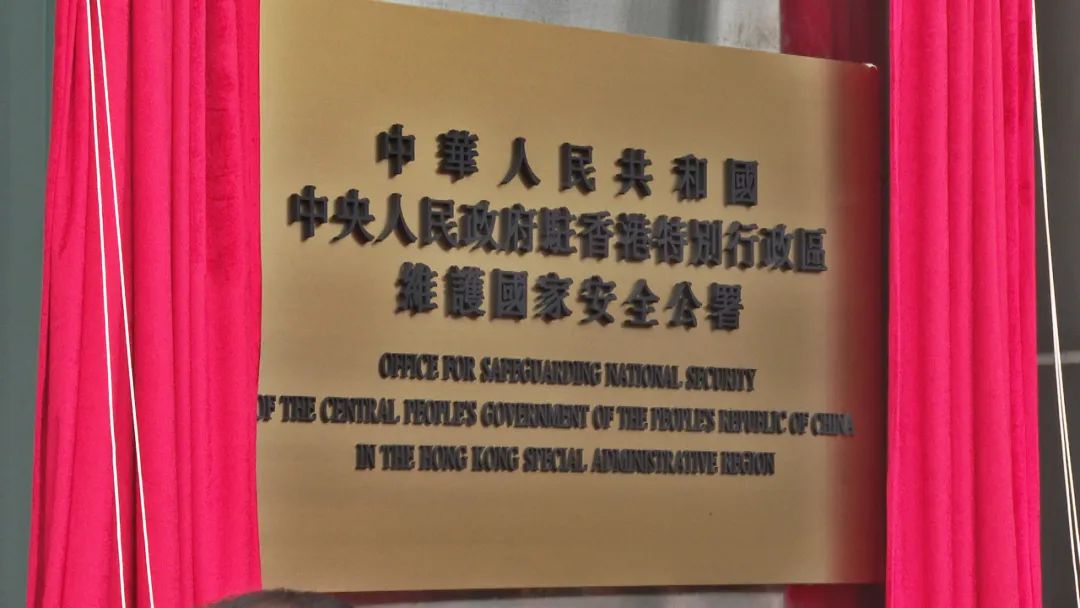 中華人民共和國
中央人民政府駐香港特別行政區
維護國家安全公署
OFFICE FOR SAFEGUARDING NATIONAL SECURITY
OF THE CENTRAL PEOPLE'S GOVERNMENT OF THE PEOPLE'S REPUBLIC OF CHINA
IN THE HONG KONG SPECIAL ADMINISTRATIVE REGION